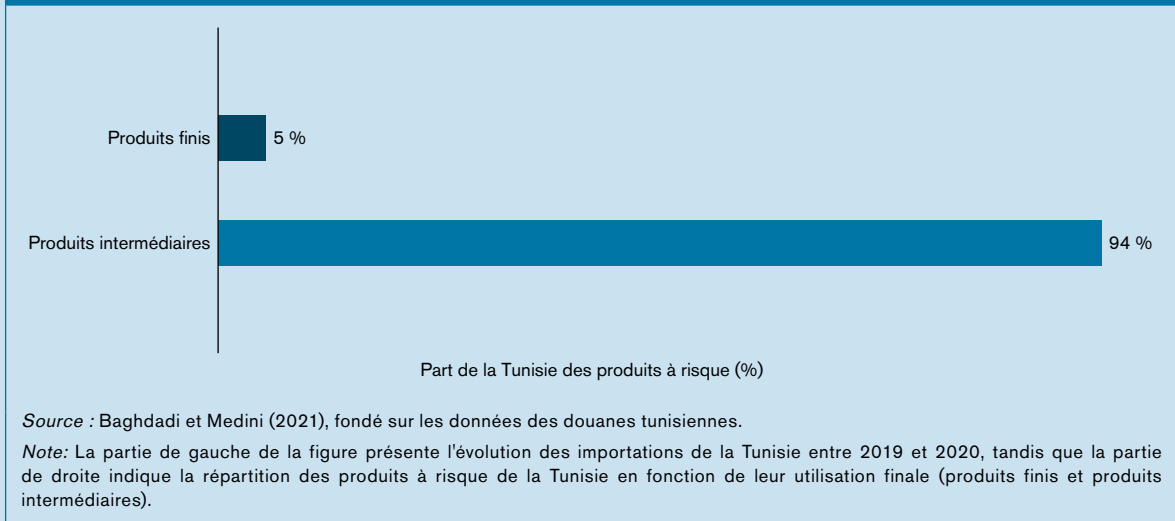 Produits finis 5 %
Produits intermédiaires 94 %
Part de la Tunisie des produits à risque (%)
Source : Baghdadi et Medini (2021), fondé sur les données des douanes tunisiennes.
Note: La partie de gauche de la figure présente l'évolution des importations de la Tunisie entre 2019 et 2020, tandis que la partie
de droite indique la répartition des produits à risque de la Tunisie en fonction de leur utilisation finale (produits finis et produits
intermédiaires).